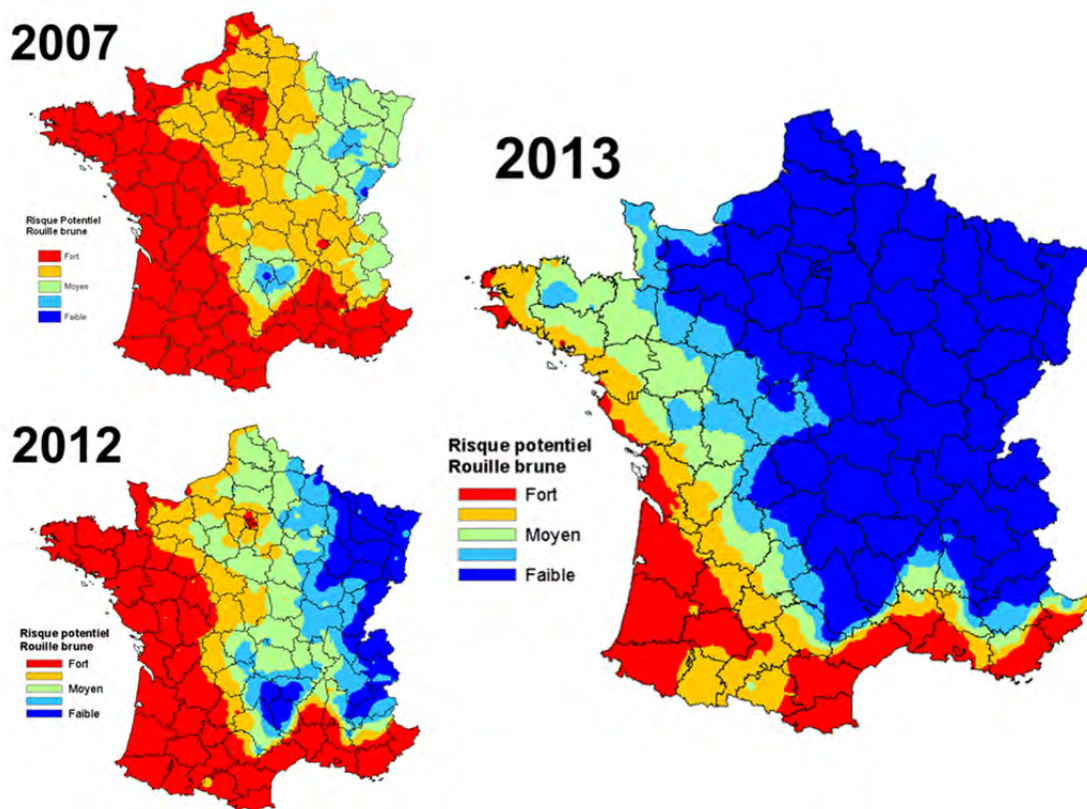 2007
Risque Potentiel
Rouille brune
Fort
Moyen
Faible
2012
Risque potentiel
Rouille brune
Fort
Moyen
Faible
2013
Risque potentiel
Rouille brune
Fort
Moyen
Faible